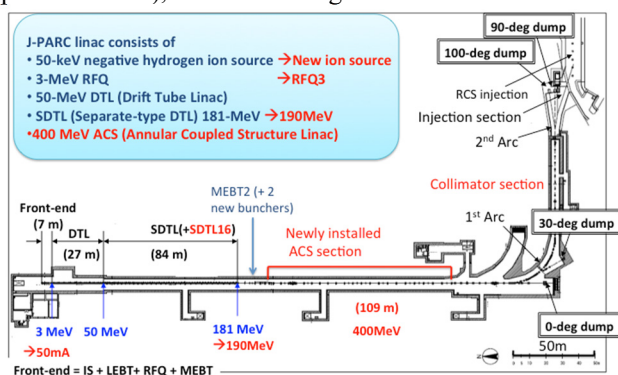 J-PARC linac consists of
• 50-keV negative hydrogen ion source →New ion source
• 3-MeV RFQ →RFQ3
• 50-MeV DTL (Drift Tube Linac)
• SDTL (Separate-type DTL) 181-MeV →190MeV
•400 MeV ACS (Annular Coupled Structure Linac)
90-deg dump
100-deg dump
RCS injection
Injection section
2nd Arc
Collimator section
1st Arc
30-deg dump
0-deg dump
MEBT2 (+ 2
new bunchers)
Newly installed
ACS section
Front-end
(7 m)
DTL
(27 m)
SDTL(+SDTL16)
(84 m)
(109 m)
400MeV
3 MeV
→50mA
50 MeV
181 MeV
→190MeV
50m
Front-end = IS + LEBT+ RFQ + MEBT